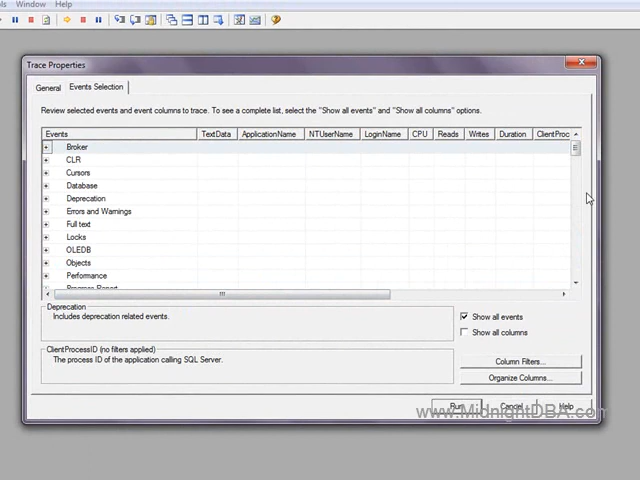 Window Help
Trace Properties
General Events Selection
Review selected events and event columns to trace. To see a complete list, select the "Show all events" and "Show all columns" options.
Events TextData ApplicationName NTUserName LoginName CPU Reads Writes Duration ClientProc
Broker
CLR
Cursors
Database
Deprecation
Errors and Warnings
Full text
Locks
OLEDB
Objects
Performance
Progress Report
Deprecation
Includes deprecation related events.
Show all events
Show all columns
ClientProcessID (no filters applied)
The process ID of the application calling SQL Server.
Column Filters...
Organize Columns...
Run Cancel Help
www.MidnightDBA.com